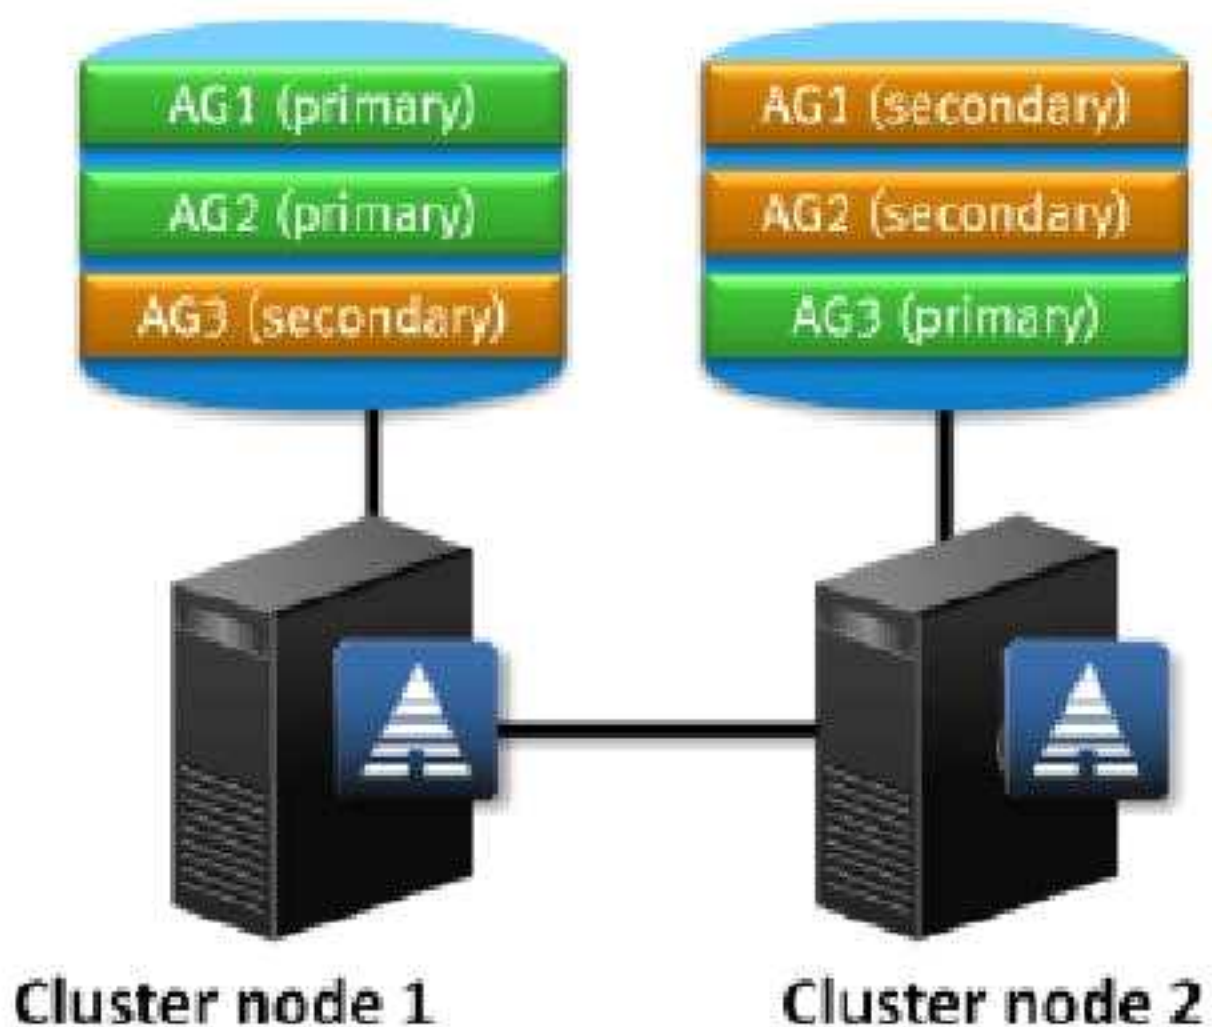 AG1 (primary)
AG2 (primary)
AG3 (secondary)
AG1 (secondary)
AG2 (secondary)
AG3 (primary)
Cluster node 1
Cluster node 2